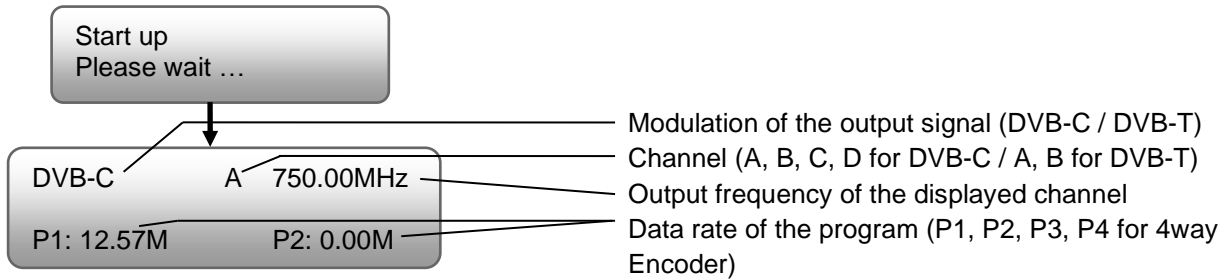 Start up
Please wait …
Modulation of the output signal (DVB-C / DVB-T)
DVB-C A 750.00MHz
Channel (A, B, C, D for DVB-C / A, B for DVB-T)
Output frequency of the displayed channel
P1: 12.57M P2: 0.00M
Data rate of the program (P1, P2, P3, P4 for 4way
Encoder)